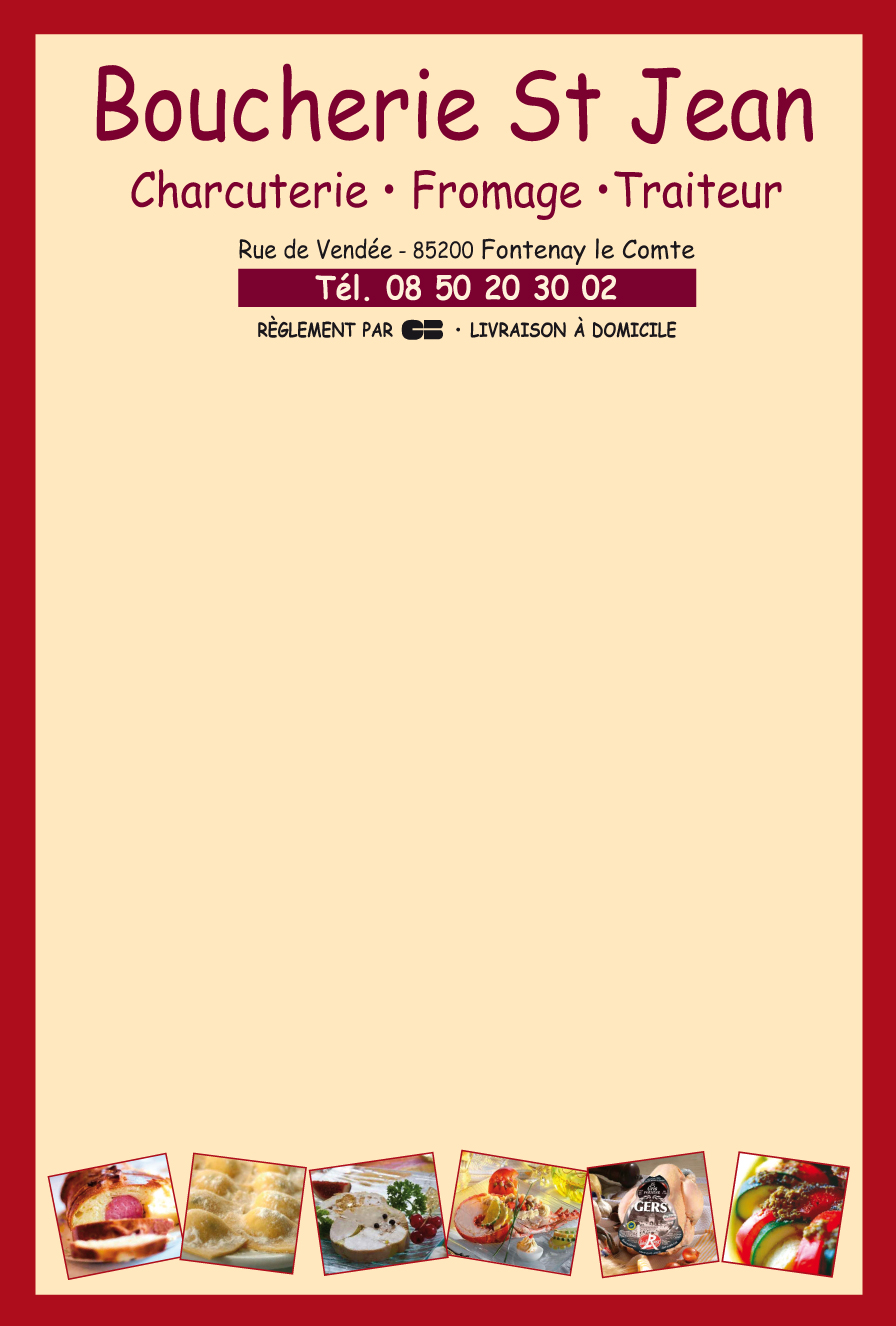 Boucherie St Jean
Charcuterie • Fromage • Traiteur
Rue de Vendée - 85200 Fontenay le Comte
Tél. 08 50 20 30 02
RÈGLEMENT PAR CB • LIVRAISON À DOMICILE
GERS